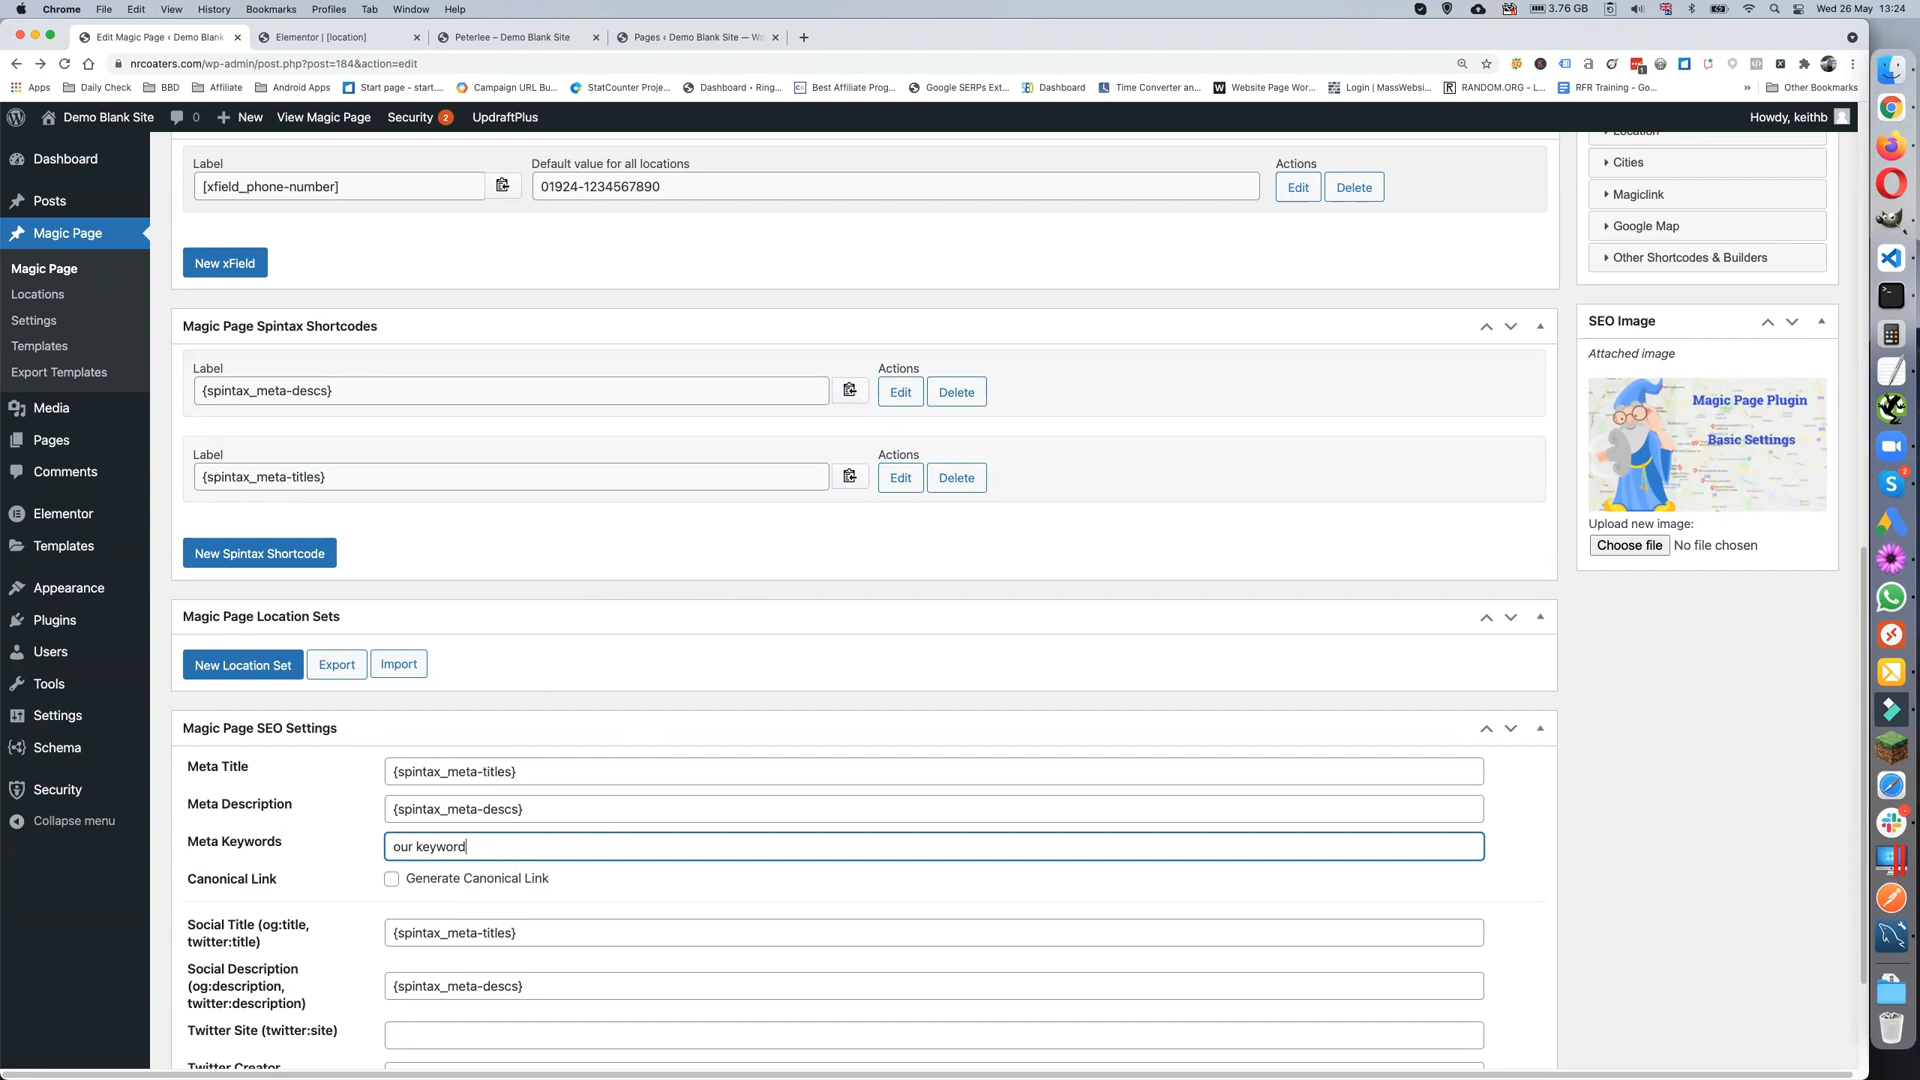 Chrome File Edit View History Bookmarks Profiles Tab Window Help
3.76 GB
Wed 26 May 13:24
Edit Magic Page ‹ Demo Blank
Elementor | [location]
Peterlee – Demo Blank Site
Pages ‹ Demo Blank Site — Wo
nrcoaters.com/wp-admin/post.php?post=184&action=edit
Apps
Daily Check
BBD
Affiliate
Android Apps
Start page - start....
Campaign URL Bu...
StatCounter Proje...
Dashboard • Ring...
Best Affiliate Prog...
Google SERPs Ext...
Dashboard
Time Converter an...
Website Page Wor...
Login | MassWebsi...
RANDOM.ORG - L...
RFR Training - Go...
»
Other Bookmarks
Demo Blank Site
0
New
View Magic Page
Security 2
UpdraftPlus
Howdy, keithb
Dashboard
Posts
Magic Page
Magic Page
Locations
Settings
Templates
Export Templates
Media
Pages
Comments
Elementor
Templates
Appearance
Plugins
Users
Tools
Settings
Schema
Security
Collapse menu
Label
Default value for all locations
Actions
[xfield_phone-number]
01924-1234567890
Edit
Delete
New xField
Magic Page Spintax Shortcodes
Label
Actions
{spintax_meta-descs}
Edit
Delete
Label
Actions
{spintax_meta-titles}
Edit
Delete
New Spintax Shortcode
Magic Page Location Sets
New Location Set
Export
Import
Magic Page SEO Settings
Meta Title
{spintax_meta-titles}
Meta Description
{spintax_meta-descs}
Meta Keywords
our keyword
Canonical Link
Generate Canonical Link
Social Title (og:title,
twitter:title)
{spintax_meta-titles}
Social Description
(og:description,
twitter:description)
{spintax_meta-descs}
Twitter Site (twitter:site)
Twitter Creator
Location
Cities
Magiclink
Google Map
Other Shortcodes & Builders
SEO Image
Attached image
Magic Page Plugin
Basic Settings
Upload new image:
Choose file
No file chosen